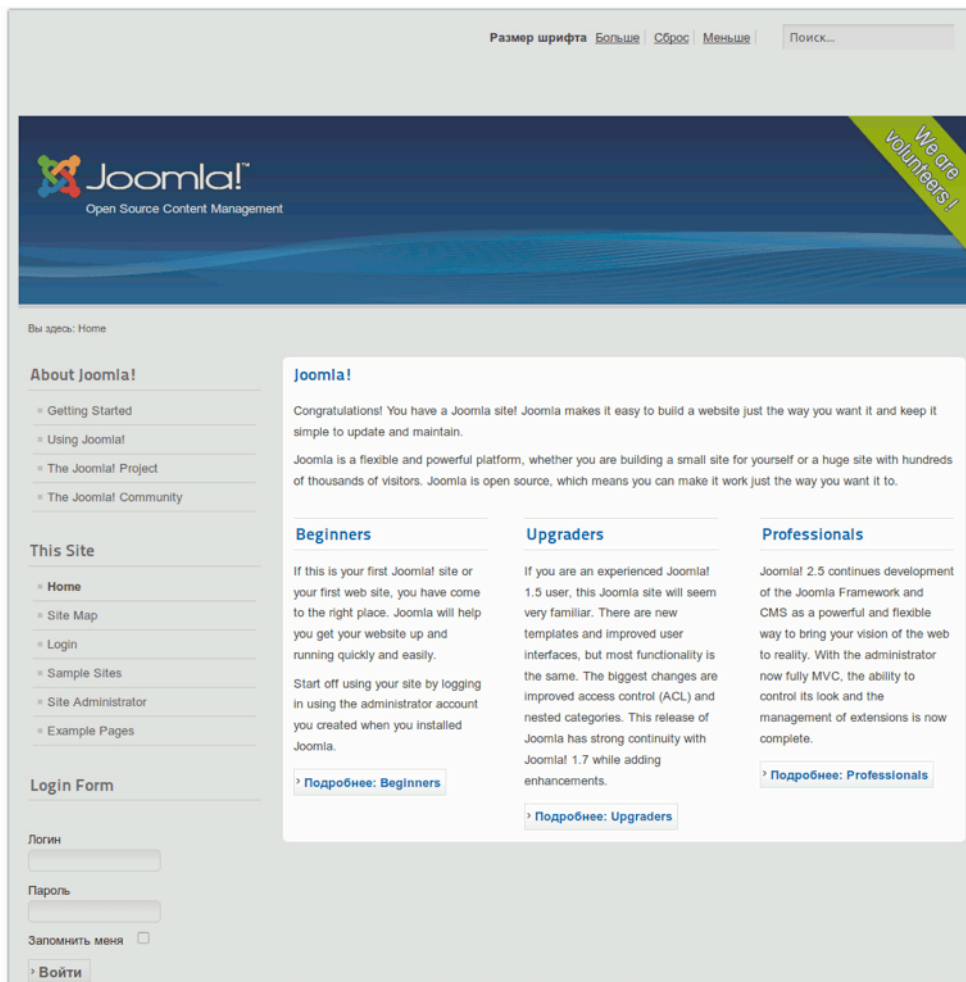 Размер шрифта Больше Сброс Меньше Поиск...
Joomla!™
Open Source Content Management
We are
volunteers !
Вы здесь: Home
About Joomla!
Getting Started
Using Joomla!
The Joomla! Project
The Joomla! Community
This Site
Home
Site Map
Login
Sample Sites
Site Administrator
Example Pages
Login Form
Логин
Пароль
Запомнить меня
Войти
Joomla!
Congratulations! You have a Joomla site! Joomla makes it easy to build a website just the way you want it and keep it
simple to update and maintain.
Joomla is a flexible and powerful platform, whether you are building a small site for yourself or a huge site with hundreds
of thousands of visitors. Joomla is open source, which means you can make it work just the way you want it to.
Beginners
If this is your first Joomla! site or
your first web site, you have come
to the right place. Joomla will help
you get your website up and
running quickly and easily.
Start off using your site by logging
in using the administrator account
you created when you installed
Joomla.
Подробнее: Beginners
Upgraders
If you are an experienced Joomla!
1.5 user, this Joomla site will seem
very familiar. There are new
templates and improved user
interfaces, but most functionality is
the same. The biggest changes are
improved access control (ACL) and
nested categories. This release of
Joomla has strong continuity with
Joomla! 1.7 while adding
enhancements.
Подробнее: Upgraders
Professionals
Joomla! 2.5 continues development
of the Joomla Framework and
CMS as a powerful and flexible
way to bring your vision of the web
to reality. With the administrator
now fully MVC, the ability to
control its look and the
management of extensions is now
complete.
Подробнее: Professionals